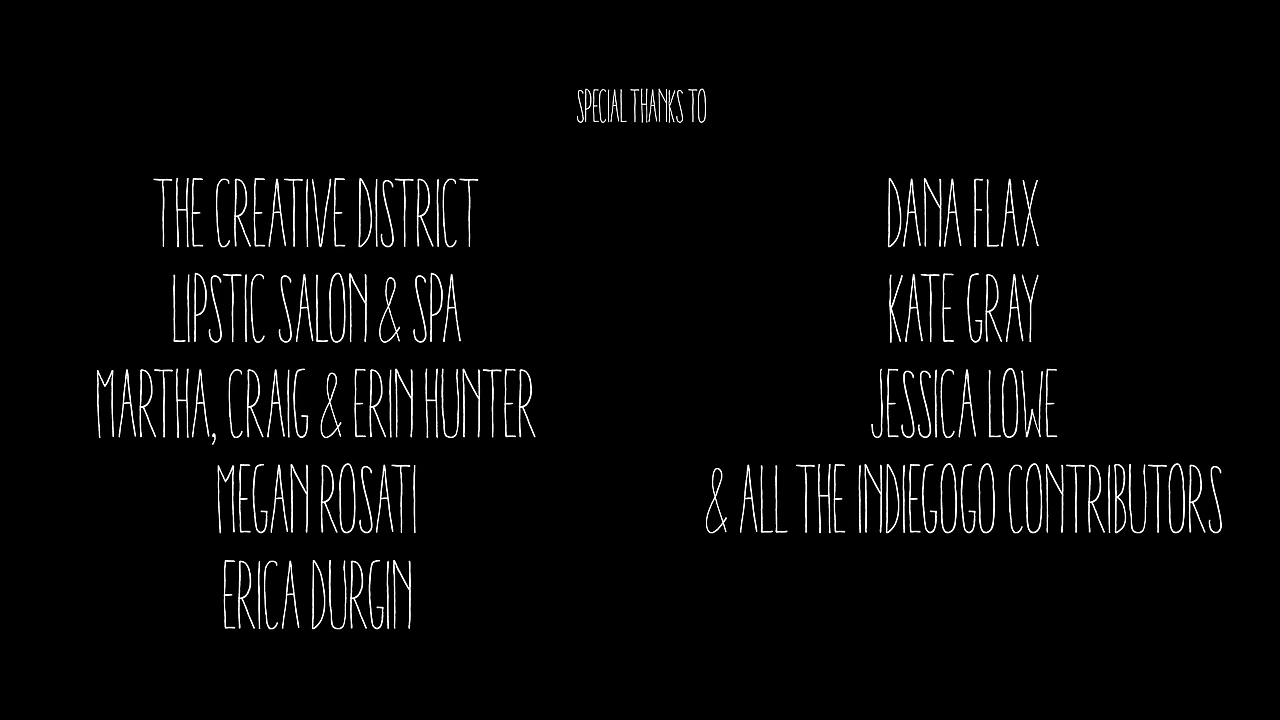 SPECIAL THANKS TO
THE CREATIVE DISTRICT
LIPSTIC SALON & SPA
MARTHA, CRAIG & ERIN HUNTER
MEGAN ROSATI
ERICA DURGIN
DANA FLAX
KATE GRAY
JESSICA LOWE
& ALL THE INDIEGOGO CONTRIBUTORS